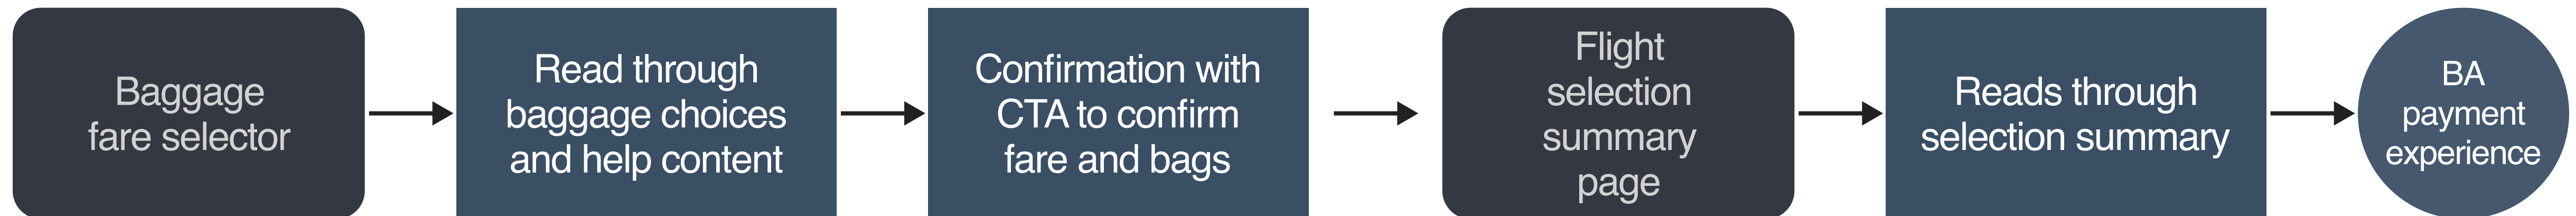 Baggage
fare selector
Read through
baggage choices
and help content
Confirmation with
CTA to confirm
fare and bags
Flight
selection
summary
page
Reads through
selection summary
BA
payment
experience